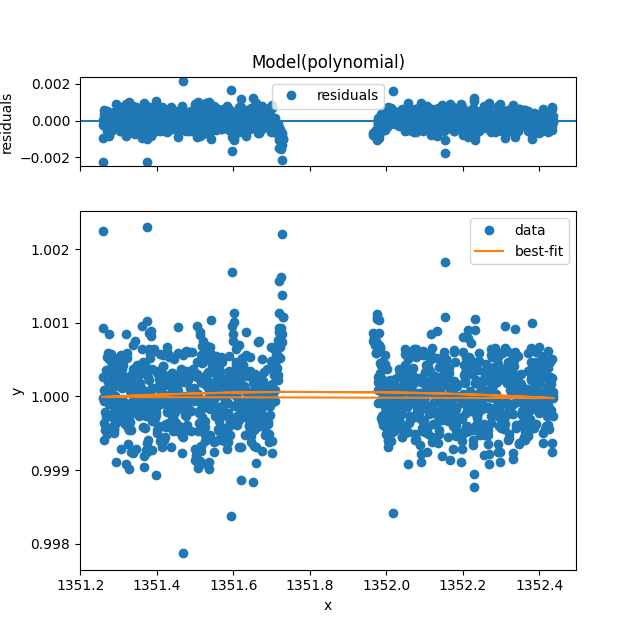 Model(polynomial)
0.002
0.000
−0.002
residuals
residuals
1.002
1.001
1.000
0.999
0.998
y
data
best-fit
1351.2
1351.4
1351.6
1351.8
1352.0
1352.2
1352.4
x